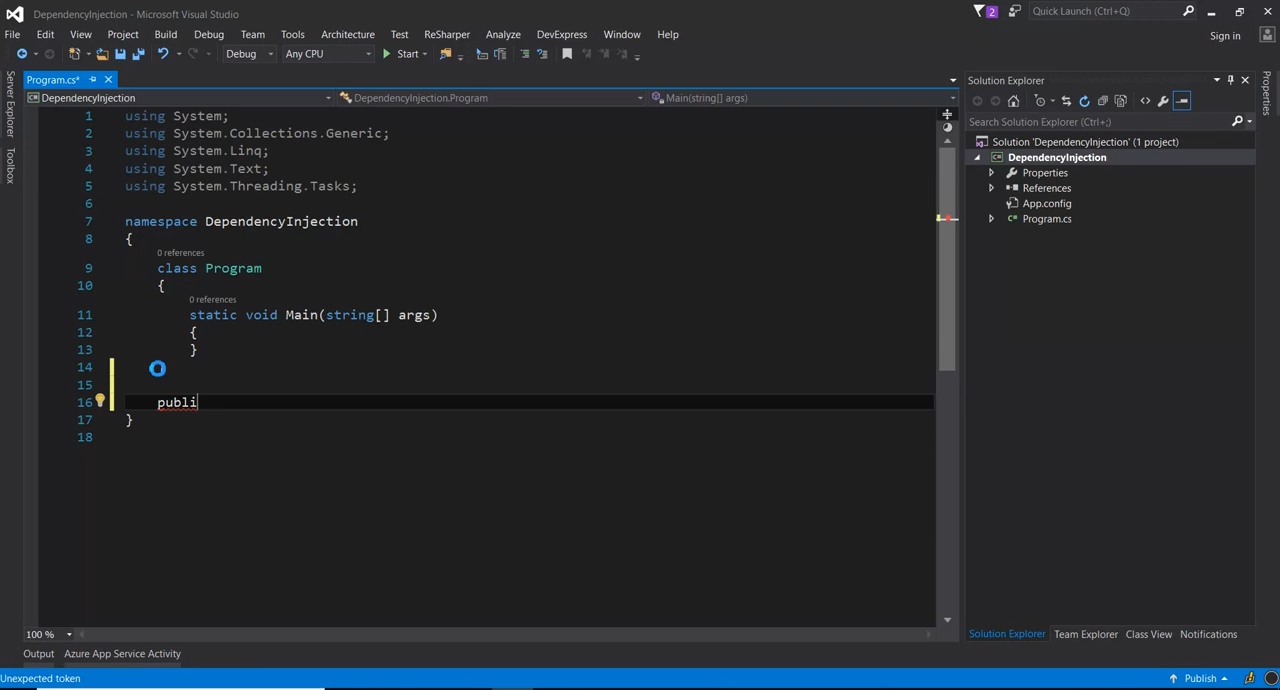 DependencyInjection - Microsoft Visual Studio
2
Quick Launch (Ctrl+Q)
File Edit View Project Build Debug Team Tools Architecture Test ReSharper Analyze DevExpress Window Help
Sign in
Debug Any CPU Start
Server Explorer
Toolbox
Program.cs*
DependencyInjection DependencyInjection.Program Main(string[] args)
1 using System;
2 using System.Collections.Generic;
3 using System.Linq;
4 using System.Text;
5 using System.Threading.Tasks;
6
7 namespace DependencyInjection
8 {
0 references
9 class Program
10 {
0 references
11 static void Main(string[] args)
12 {
13 }
14
15
16 publi
17 }
18
100 %
Solution Explorer
Search Solution Explorer (Ctrl+;)
Solution 'DependencyInjection' (1 project)
DependencyInjection
Properties
References
App.config
Program.cs
Solution Explorer Team Explorer Class View Notifications
Properties
Output Azure App Service Activity
Unexpected token
Publish